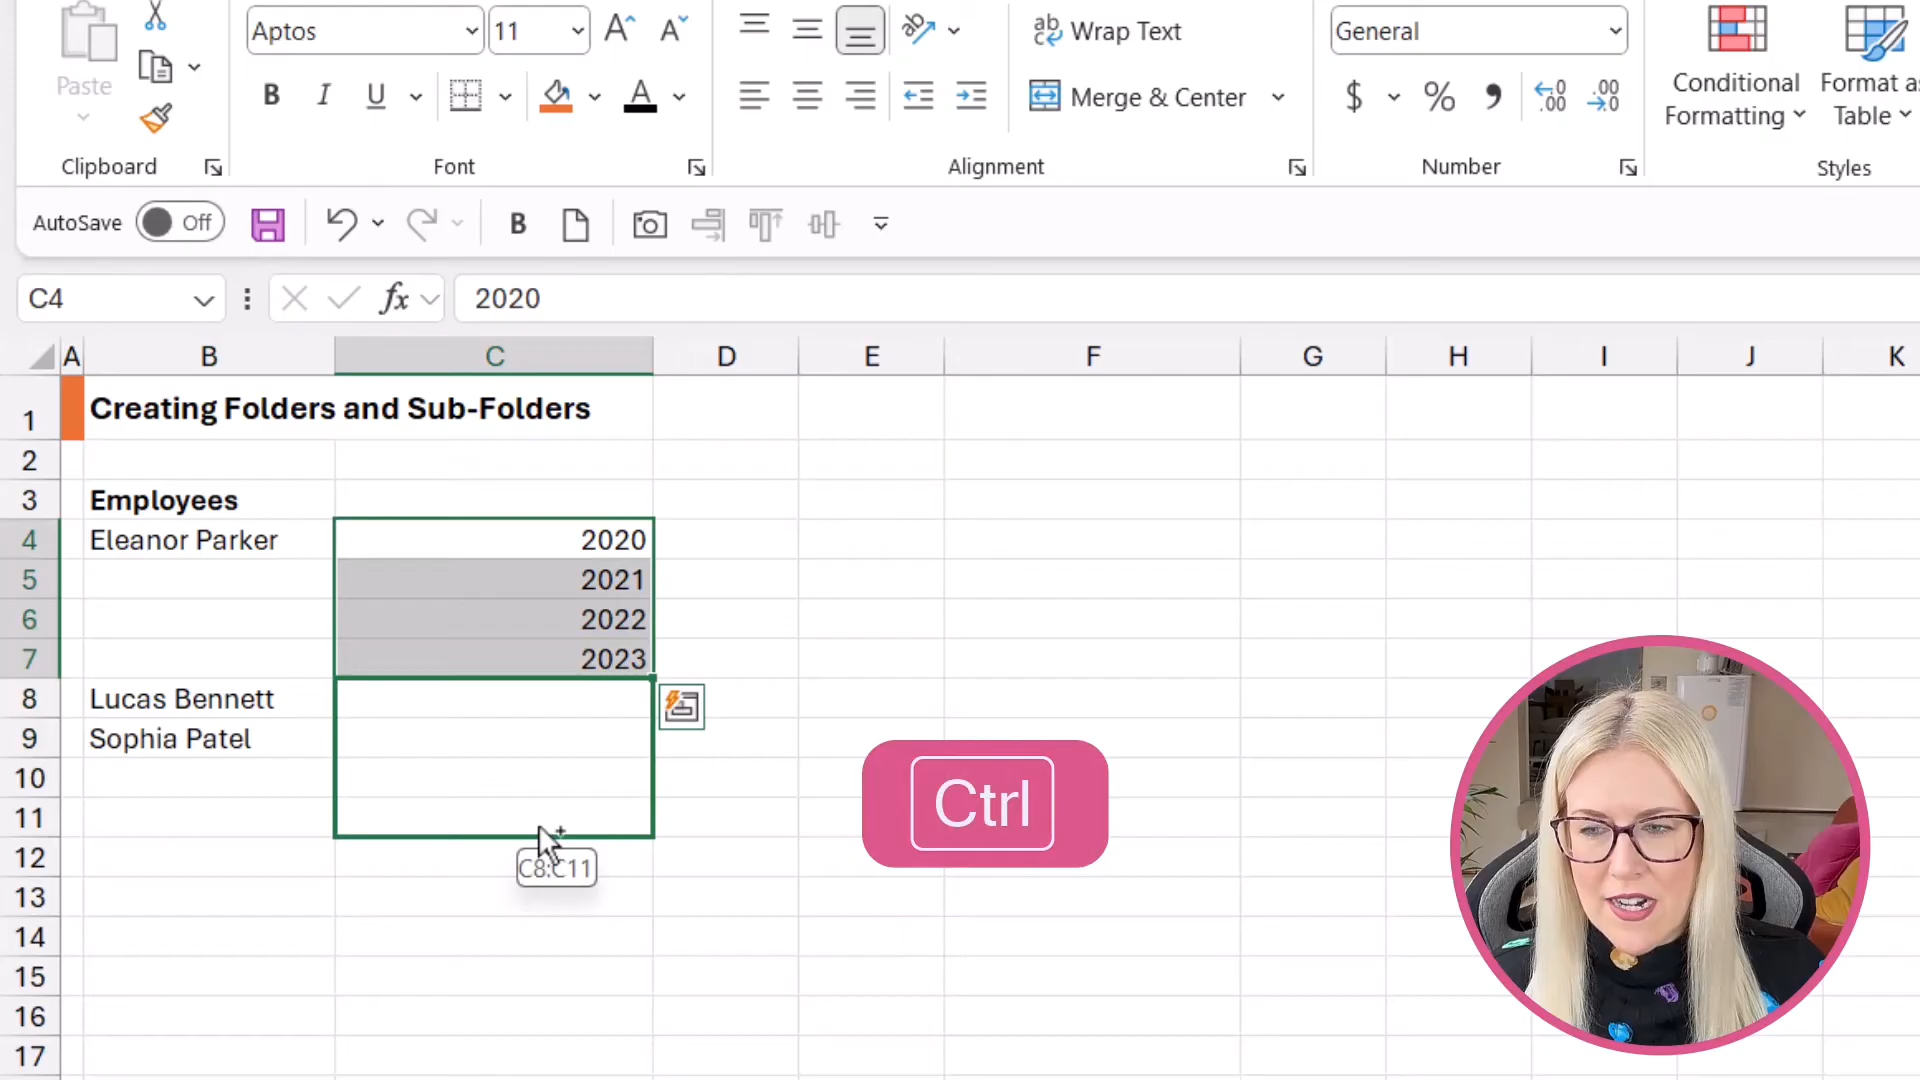 Aptos
11
Wrap Text
General
Paste
B I U
A
Merge & Center
$ % ,
Conditional
Formatting
Format as
Table
Clipboard
Font
Alignment
Number
Styles
AutoSave
Off
B
C4
fx
2020
A B C D E F G H I J K
1 Creating Folders and Sub-Folders
2
3 Employees
4 Eleanor Parker 2020
5 2021
6 2022
7 2023
8 Lucas Bennett
9 Sophia Patel
10
11
12
C8:C11
13
14
15
16
17
Ctrl